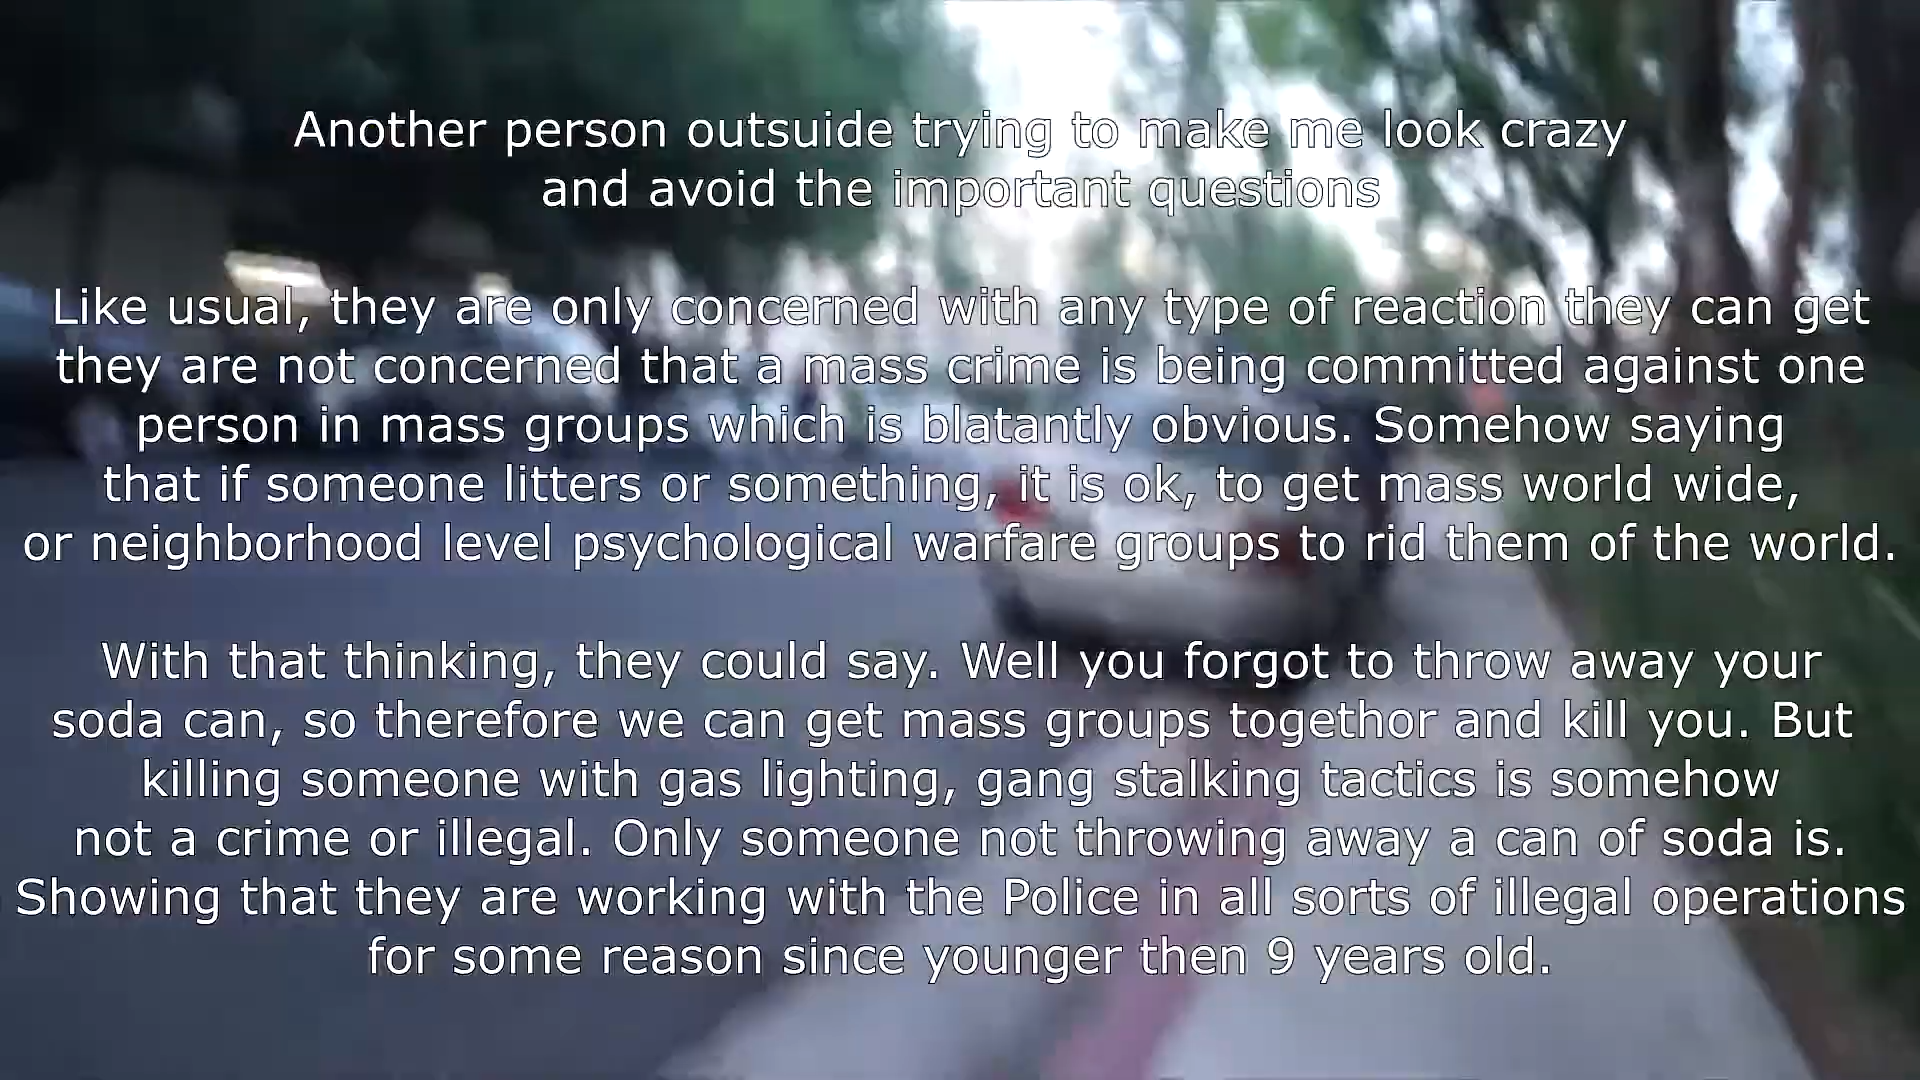 Another person outsuide trying to make me look crazy
and avoid the important questions
Like usual, they are only concerned with any type of reaction they can get
they are not concerned that a mass crime is being committed against one
person in mass groups which is blatantly obvious. Somehow saying
that if someone litters or something, it is ok, to get mass world wide,
or neighborhood level psychological warfare groups to rid them of the world.
With that thinking, they could say. Well you forgot to throw away your
soda can, so therefore we can get mass groups togethor and kill you. But
killing someone with gas lighting, gang stalking tactics is somehow
not a crime or illegal. Only someone not throwing away a can of soda is.
Showing that they are working with the Police in all sorts of illegal operations
for some reason since younger then 9 years old.